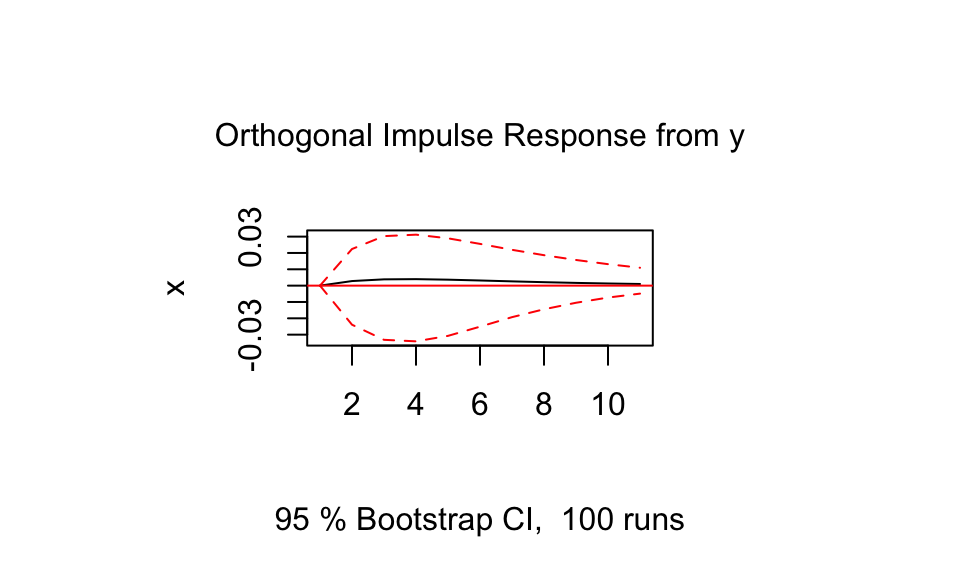 Orthogonal Impulse Response from y
x
0.03
-0.03
2 4 6 8 10
95 % Bootstrap CI,  100 runs